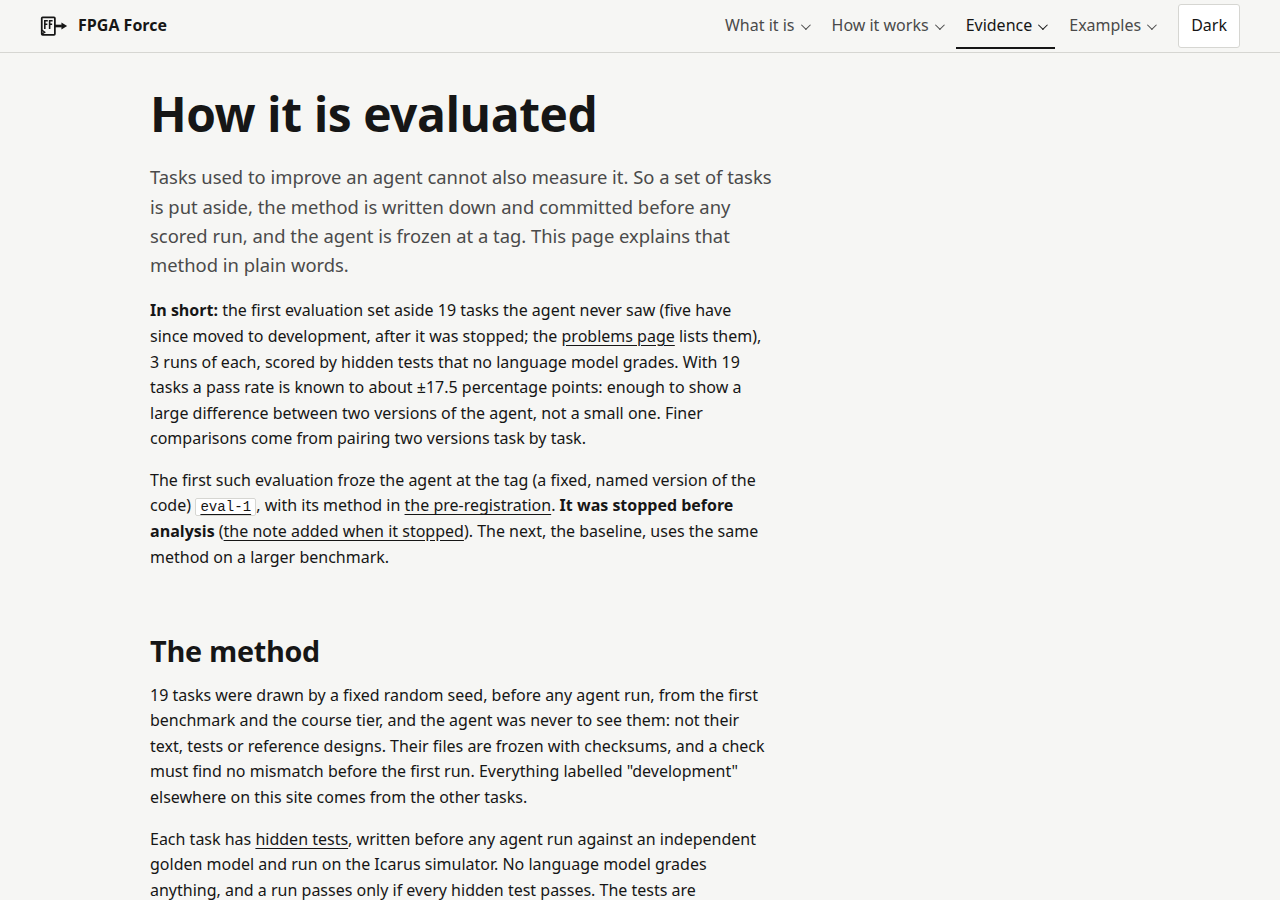 FPGA Force
What it is
How it works
Evidence
Examples
Dark
How it is evaluated
Tasks used to improve an agent cannot also measure it. So a set of tasks
is put aside, the method is written down and committed before any
scored run, and the agent is frozen at a tag. This page explains that
method in plain words.
In short: the first evaluation set aside 19 tasks the agent never saw (five have
since moved to development, after it was stopped; the problems page lists them),
3 runs of each, scored by hidden tests that no language model grades. With 19
tasks a pass rate is known to about ±17.5 percentage points: enough to show a
large difference between two versions of the agent, not a small one. Finer
comparisons come from pairing two versions task by task.
The first such evaluation froze the agent at the tag (a fixed, named version of the
code) eval-1, with its method in the pre-registration. It was stopped before
analysis (the note added when it stopped). The next, the baseline, uses the same
method on a larger benchmark.
The method
19 tasks were drawn by a fixed random seed, before any agent run, from the first
benchmark and the course tier, and the agent was never to see them: not their
text, tests or reference designs. Their files are frozen with checksums, and a check
must find no mismatch before the first run. Everything labelled "development"
elsewhere on this site comes from the other tasks.
Each task has hidden tests, written before any agent run against an independent
golden model and run on the Icarus simulator. No language model grades
anything, and a run passes only if every hidden test passes. The tests are